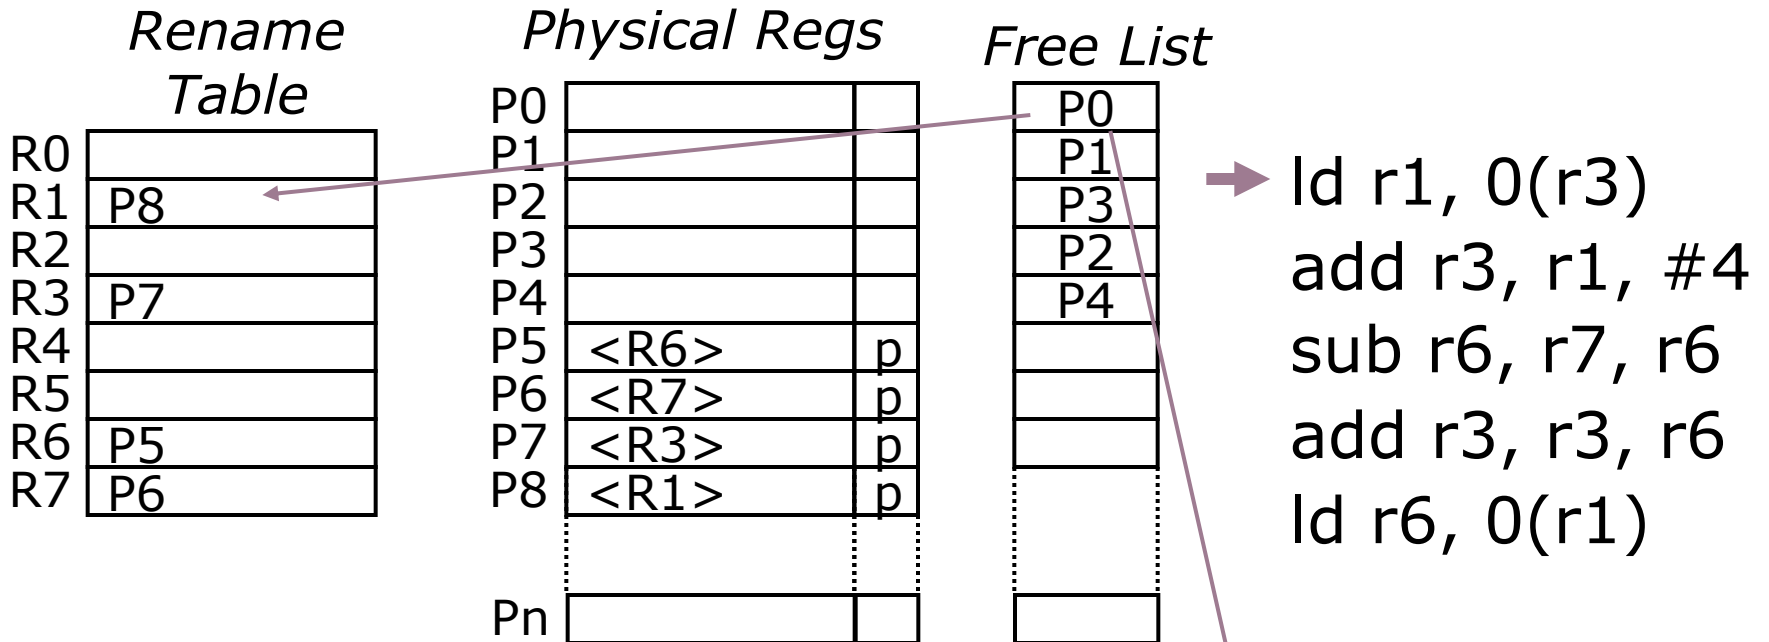 Rename
Table
R0
R1 P8
R2
R3 P7
R4
R5
R6 P5
R7 P6
Physical Regs
P0
P1
P2
P3
P4
P5 <R6> p
P6 <R7> p
P7 <R3> p
P8 <R1> p
Pn
Free List
P0
P1
P3
P2
P4
ld r1, 0(r3)
add r3, r1, #4
sub r6, r7, r6
add r3, r3, r6
ld r6, 0(r1)